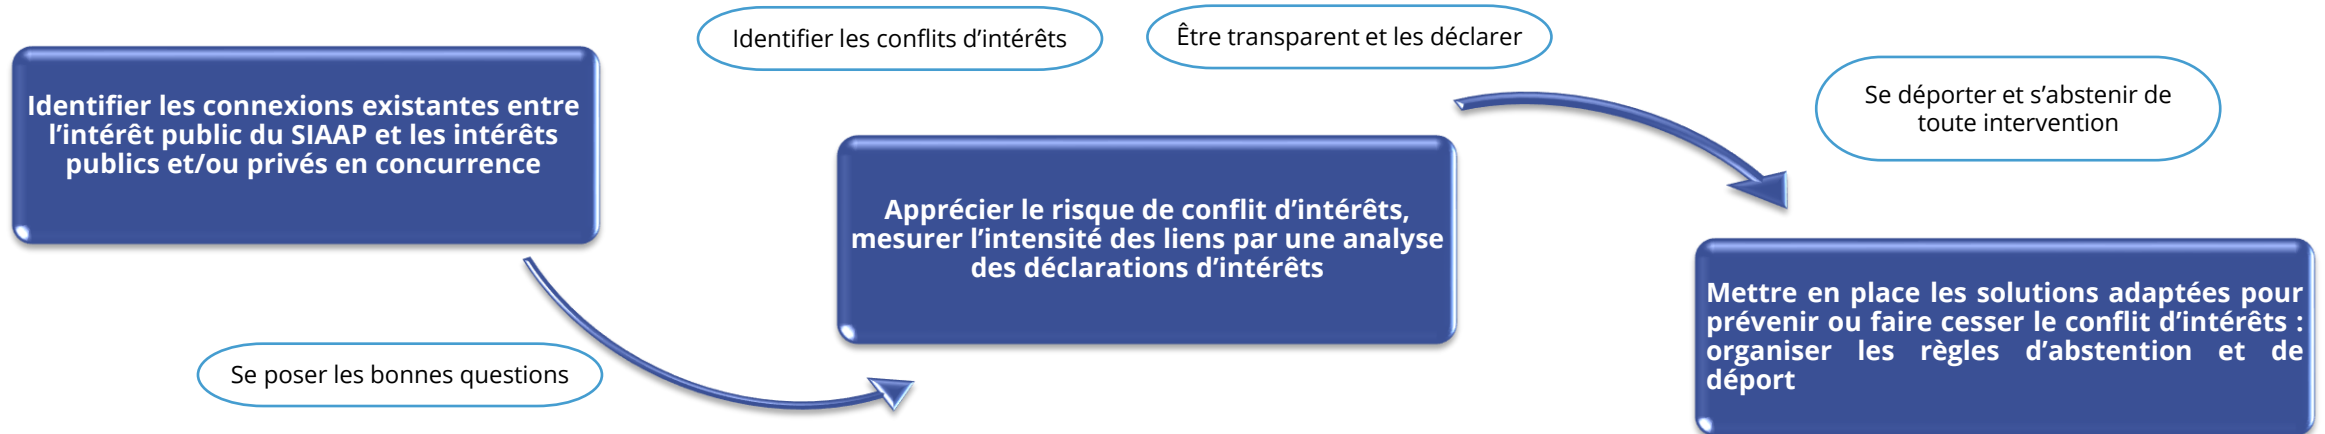 Identifier les connexions existantes entre
l’intérêt public du SIAAP et les intérêts
publics et/ou privés en concurrence
Se poser les bonnes questions
Identifier les conflits d’intérêts
Être transparent et les déclarer
Apprécier le risque de conflit d’intérêts,
mesurer l’intensité des liens par une analyse
des déclarations d’intérêts
Se déporter et s’abstenir de
toute intervention
Mettre en place les solutions adaptées pour
prévenir ou faire cesser le conflit d’intérêts :
organiser les règles d’abstention et de
déport